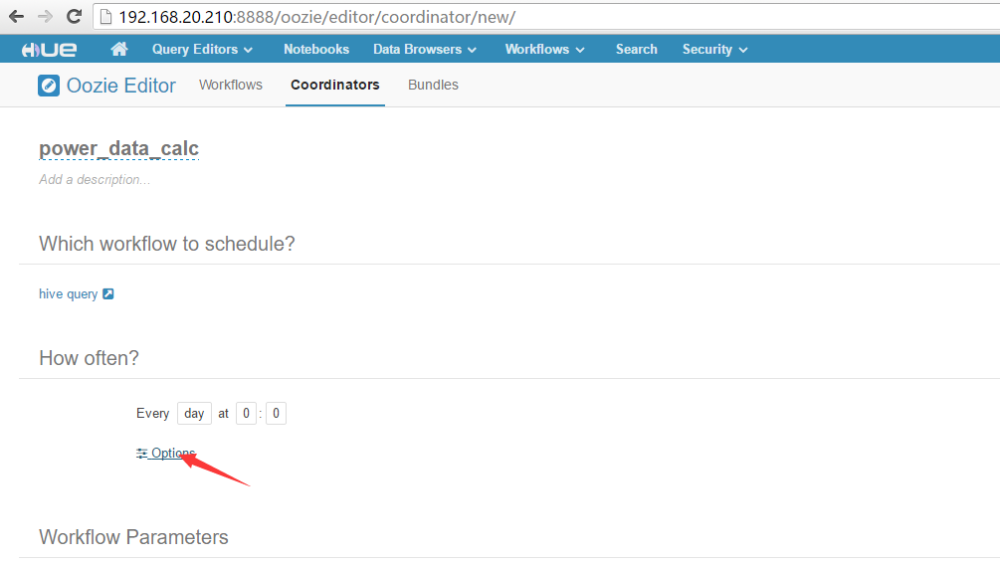 192.168.20.210:8888/oozie/editor/coordinator/new/
HUE Query Editors Notebooks Data Browsers Workflows Search Security
Oozie Editor Workflows Coordinators Bundles
power_data_calc
Add a description...
Which workflow to schedule?
hive query
How often?
Every day at 0 : 0
Options
Workflow Parameters